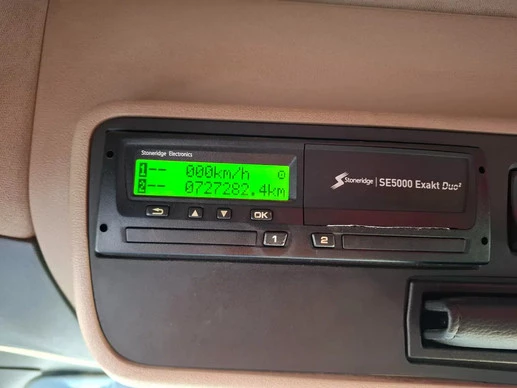 Stoneridge Electronics
1 -- 000km/h
2 -- 0727282.4km
Stoneridge | SE5000 Exakt Duo²
OK
1 2